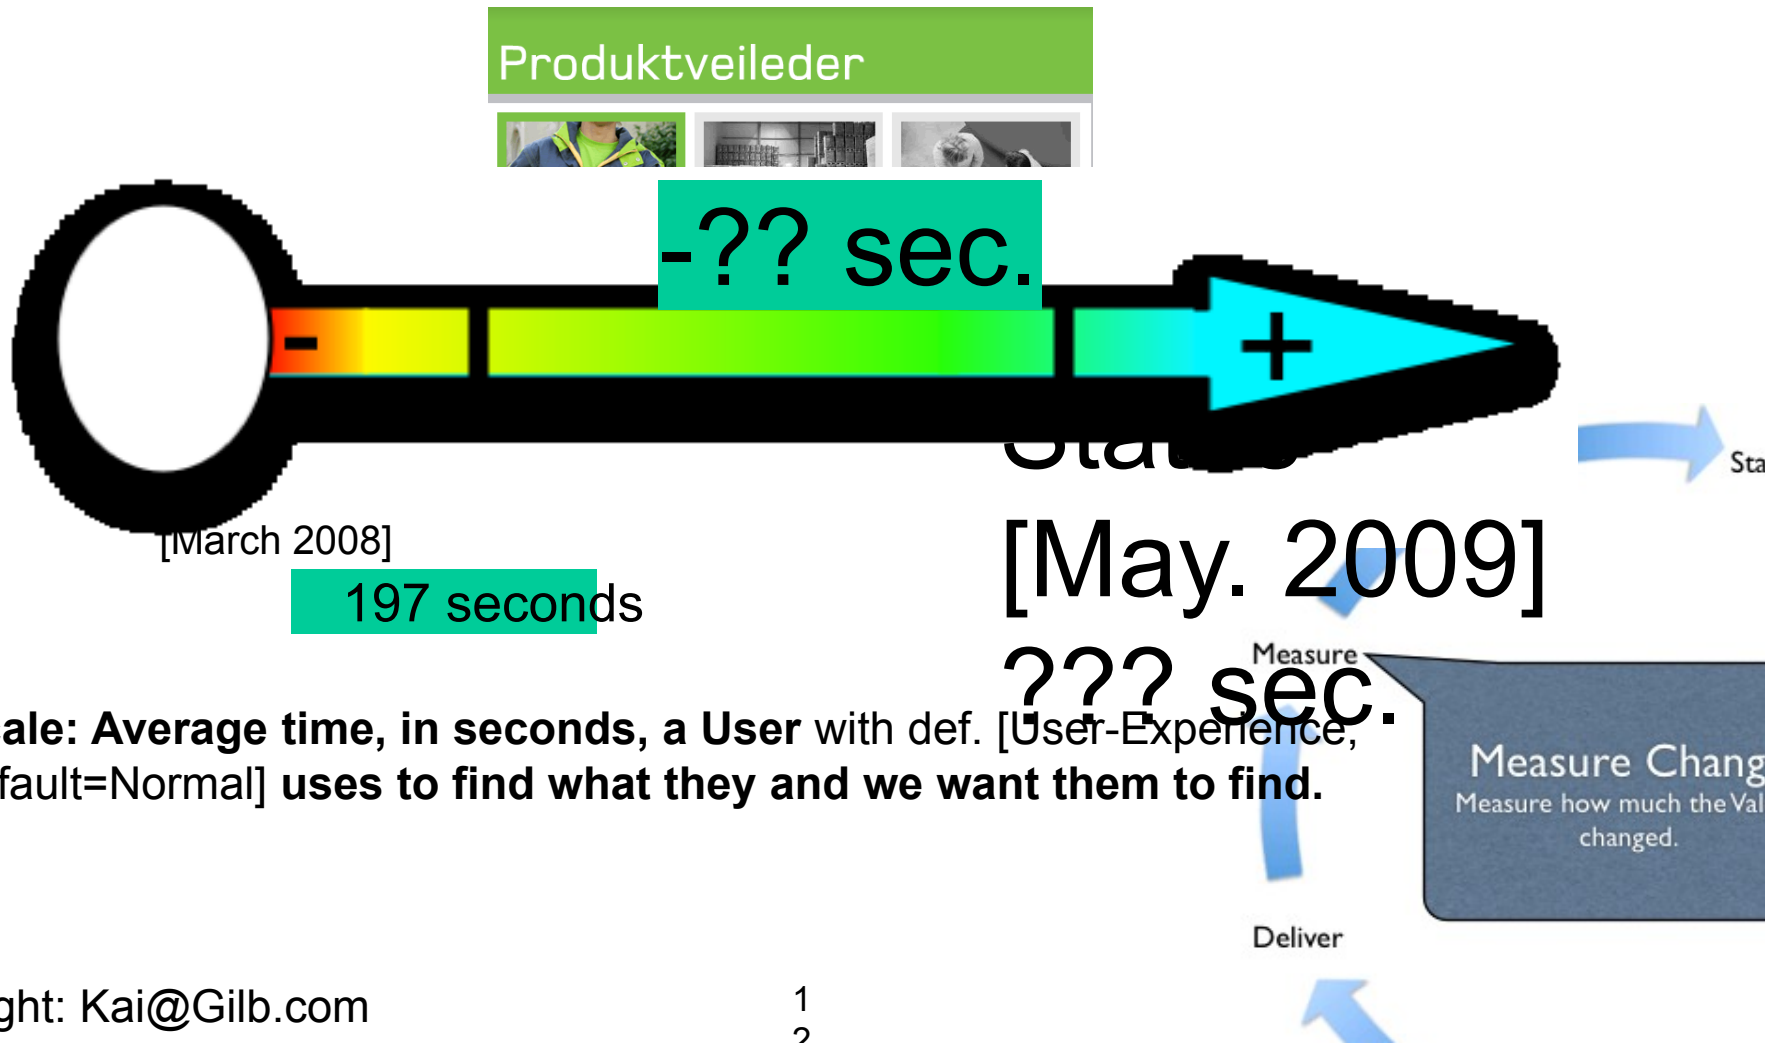 Produktveileder
-?? sec.
-
+
[March 2008]
197 seconds
[May. 2009]
??? sec.
Measure
ale: Average time, in seconds, a User with def. [User-Experience,
fault=Normal] uses to find what they and we want them to find.
Sta
Measure Chang
Measure how much the Val
changed.
Deliver
ght: Kai@Gilb.com
1
2